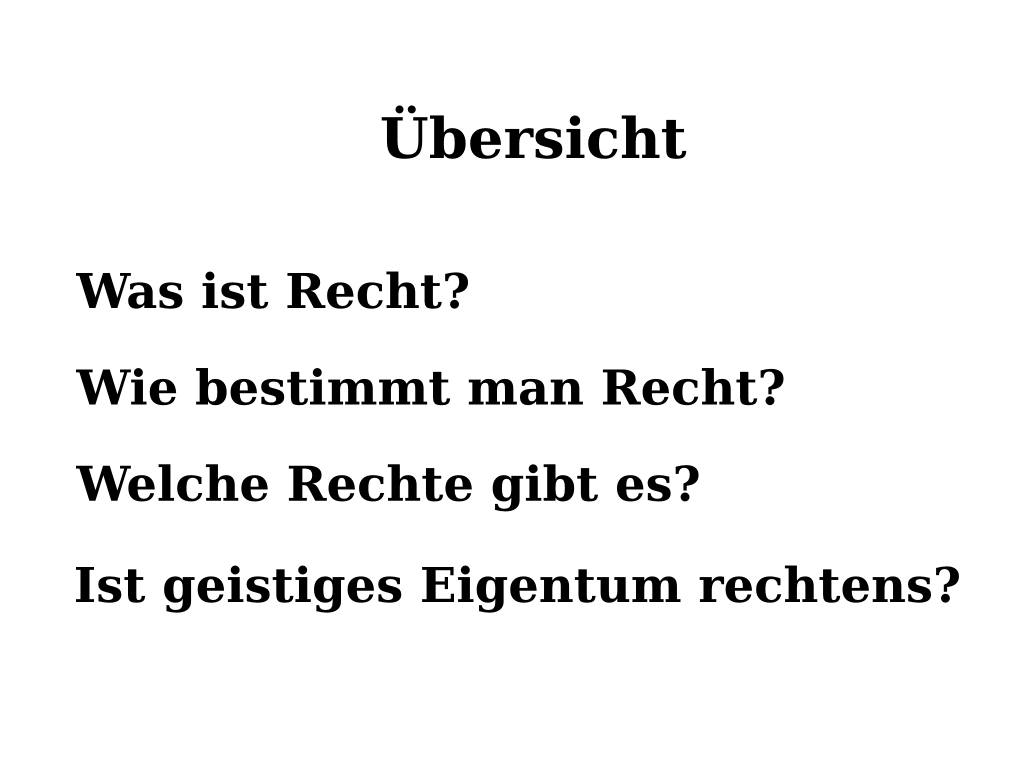 Übersicht
Was ist Recht?
Wie bestimmt man Recht?
Welche Rechte gibt es?
Ist geistiges Eigentum rechtens?